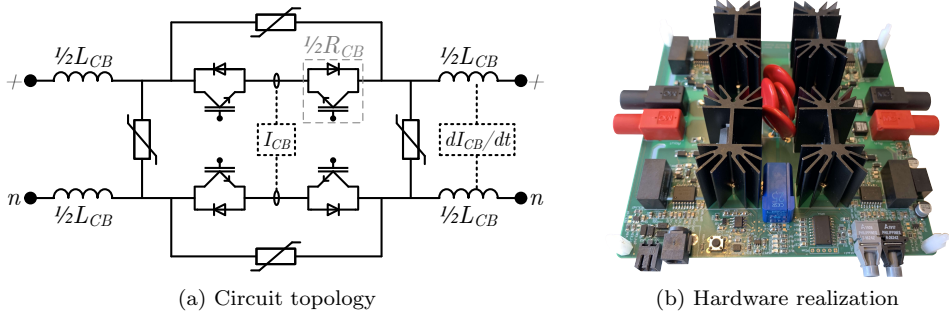 ½L_CB ½R_CB ½L_CB
+ +
I_CB dI_CB/dt
n n
½L_CB ½L_CB
(a) Circuit topology
(b) Hardware realization